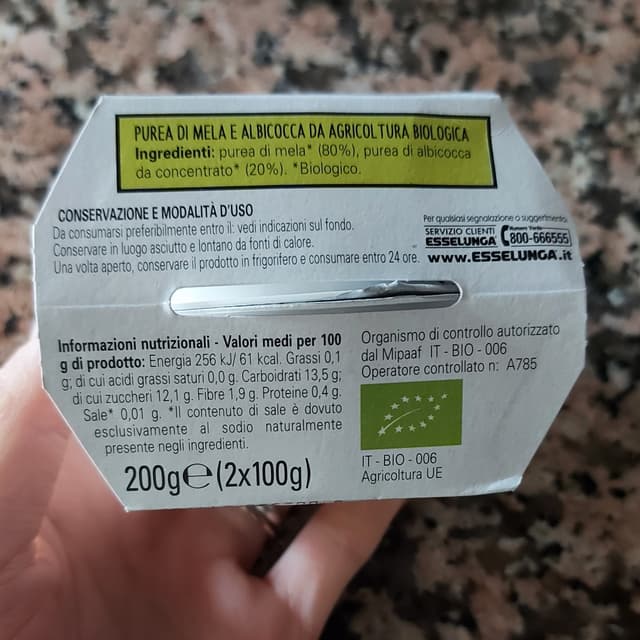 PUREA DI MELA E ALBICOCCA DA AGRICOLTURA BIOLOGICA
Ingredienti: purea di mela* (80%), purea di albicocca
da concentrato* (20%). *Biologico.
CONSERVAZIONE E MODALITÀ D'USO
Da consumarsi preferibilmente entro il: vedi indicazioni sul fondo.
Conservare in luogo asciutto e lontano da fonti di calore.
Una volta aperto, conservare il prodotto in frigorifero e consumare entro 24 ore.
Per qualsiasi segnalazione o suggerimento:
SERVIZIO CLIENTI
ESSELUNGA
Numero Verde
800-666555
www.ESSELUNGA.it
Informazioni nutrizionali - Valori medi per 100
g di prodotto: Energia 256 kJ/ 61 kcal. Grassi 0,1
g; di cui acidi grassi saturi 0,0 g. Carboidrati 13,5 g;
di cui zuccheri 12,1 g. Fibre 1,9 g. Proteine 0,4 g.
Sale* 0,01 g. *Il contenuto di sale è dovuto
esclusivamente al sodio naturalmente
presente negli ingredienti.
200g℮(2x100g)
Organismo di controllo autorizzato
dal Mipaaf IT - BIO - 006
Operatore controllato n: A785
IT - BIO - 006
Agricoltura UE